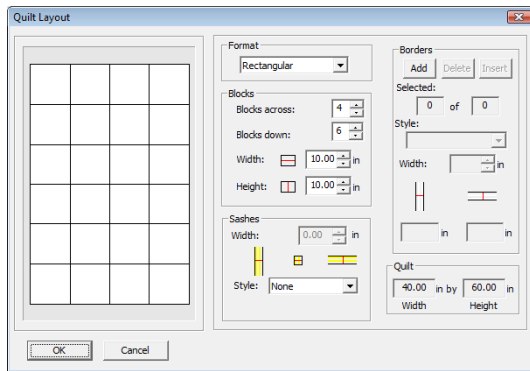 Quilt Layout
Format
Rectangular
Blocks
Blocks across: 4
Blocks down: 6
Width: 10.00 in
Height: 10.00 in
Sashes
Width: 0.00 in
Style: None
Borders
Add Delete Insert
Selected:
0 of 0
Style:
Width: in
in in
Quilt
40.00 in by 60.00 in
Width Height
OK Cancel